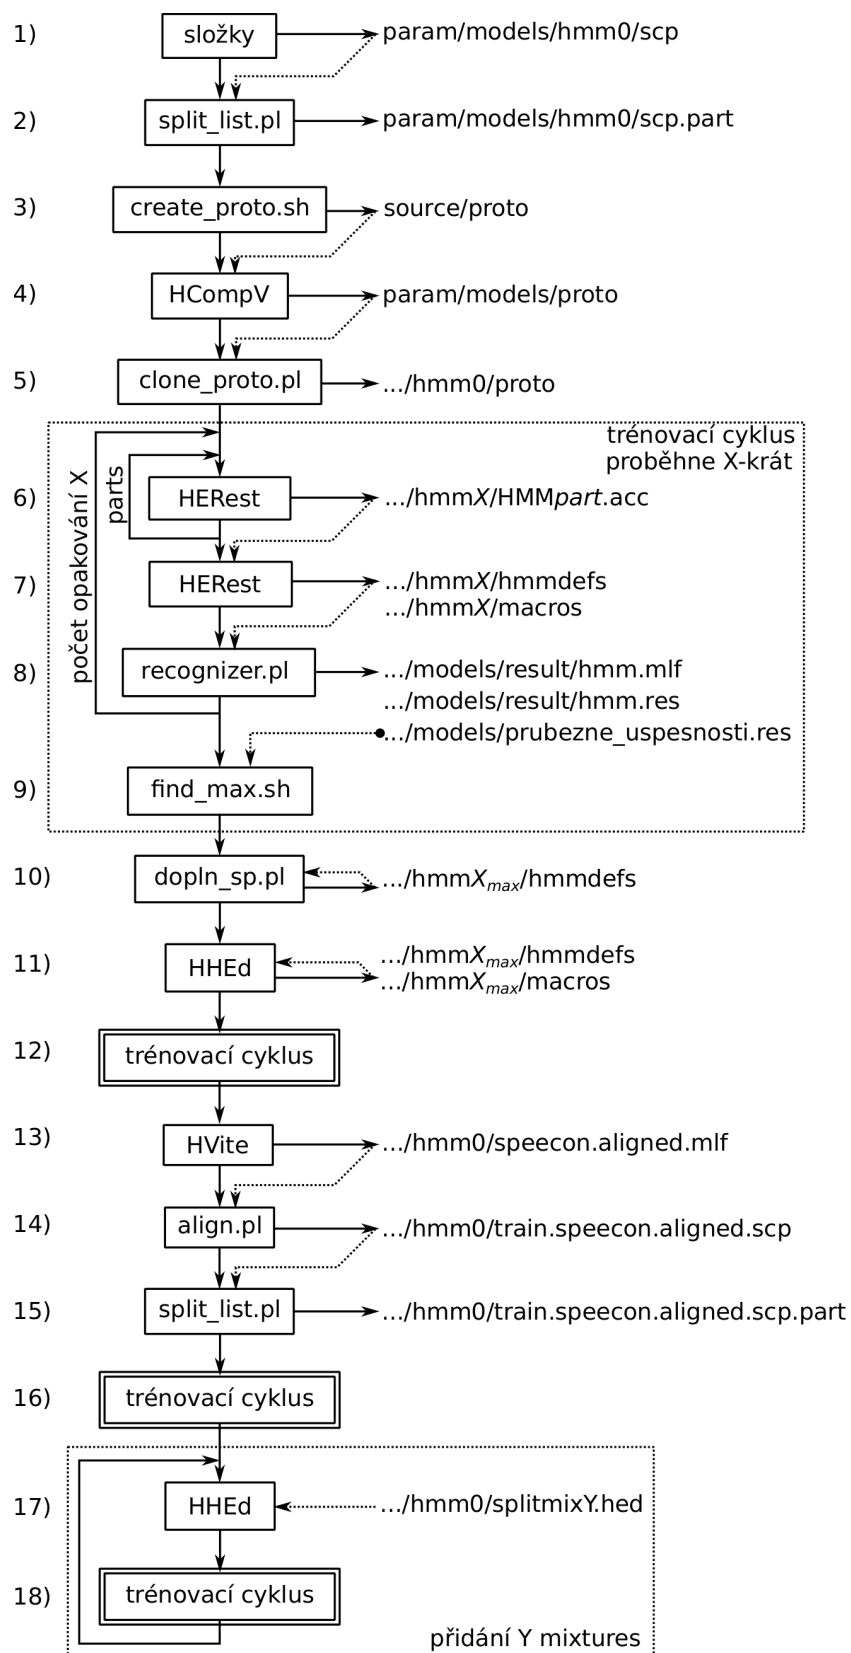 1) složky param/models/hmm0/scp
2) split_list.pl param/models/hmm0/scp.part
3) create_proto.sh source/proto
4) HCompV param/models/proto
5) clone_proto.pl .../hmm0/proto
trénovací cyklus
proběhne X-krát
počet opakování X
parts
6) HERest .../hmmX/HMMpart.acc
7) HERest .../hmmX/hmmdefs
.../hmmX/macros
8) recognizer.pl .../models/result/hmm.mlf
.../models/result/hmm.res
.../models/prubezne_uspesnosti.res
9) find_max.sh
10) dopln_sp.pl .../hmmXmax/hmmdefs
11) HHEd .../hmmXmax/hmmdefs
.../hmmXmax/macros
12) trénovací cyklus
13) HVite .../hmm0/speecon.aligned.mlf
14) align.pl .../hmm0/train.speecon.aligned.scp
15) split_list.pl .../hmm0/train.speecon.aligned.scp.part
16) trénovací cyklus
17) HHEd .../hmm0/splitmixY.hed
18) trénovací cyklus
přidání Y mixtures